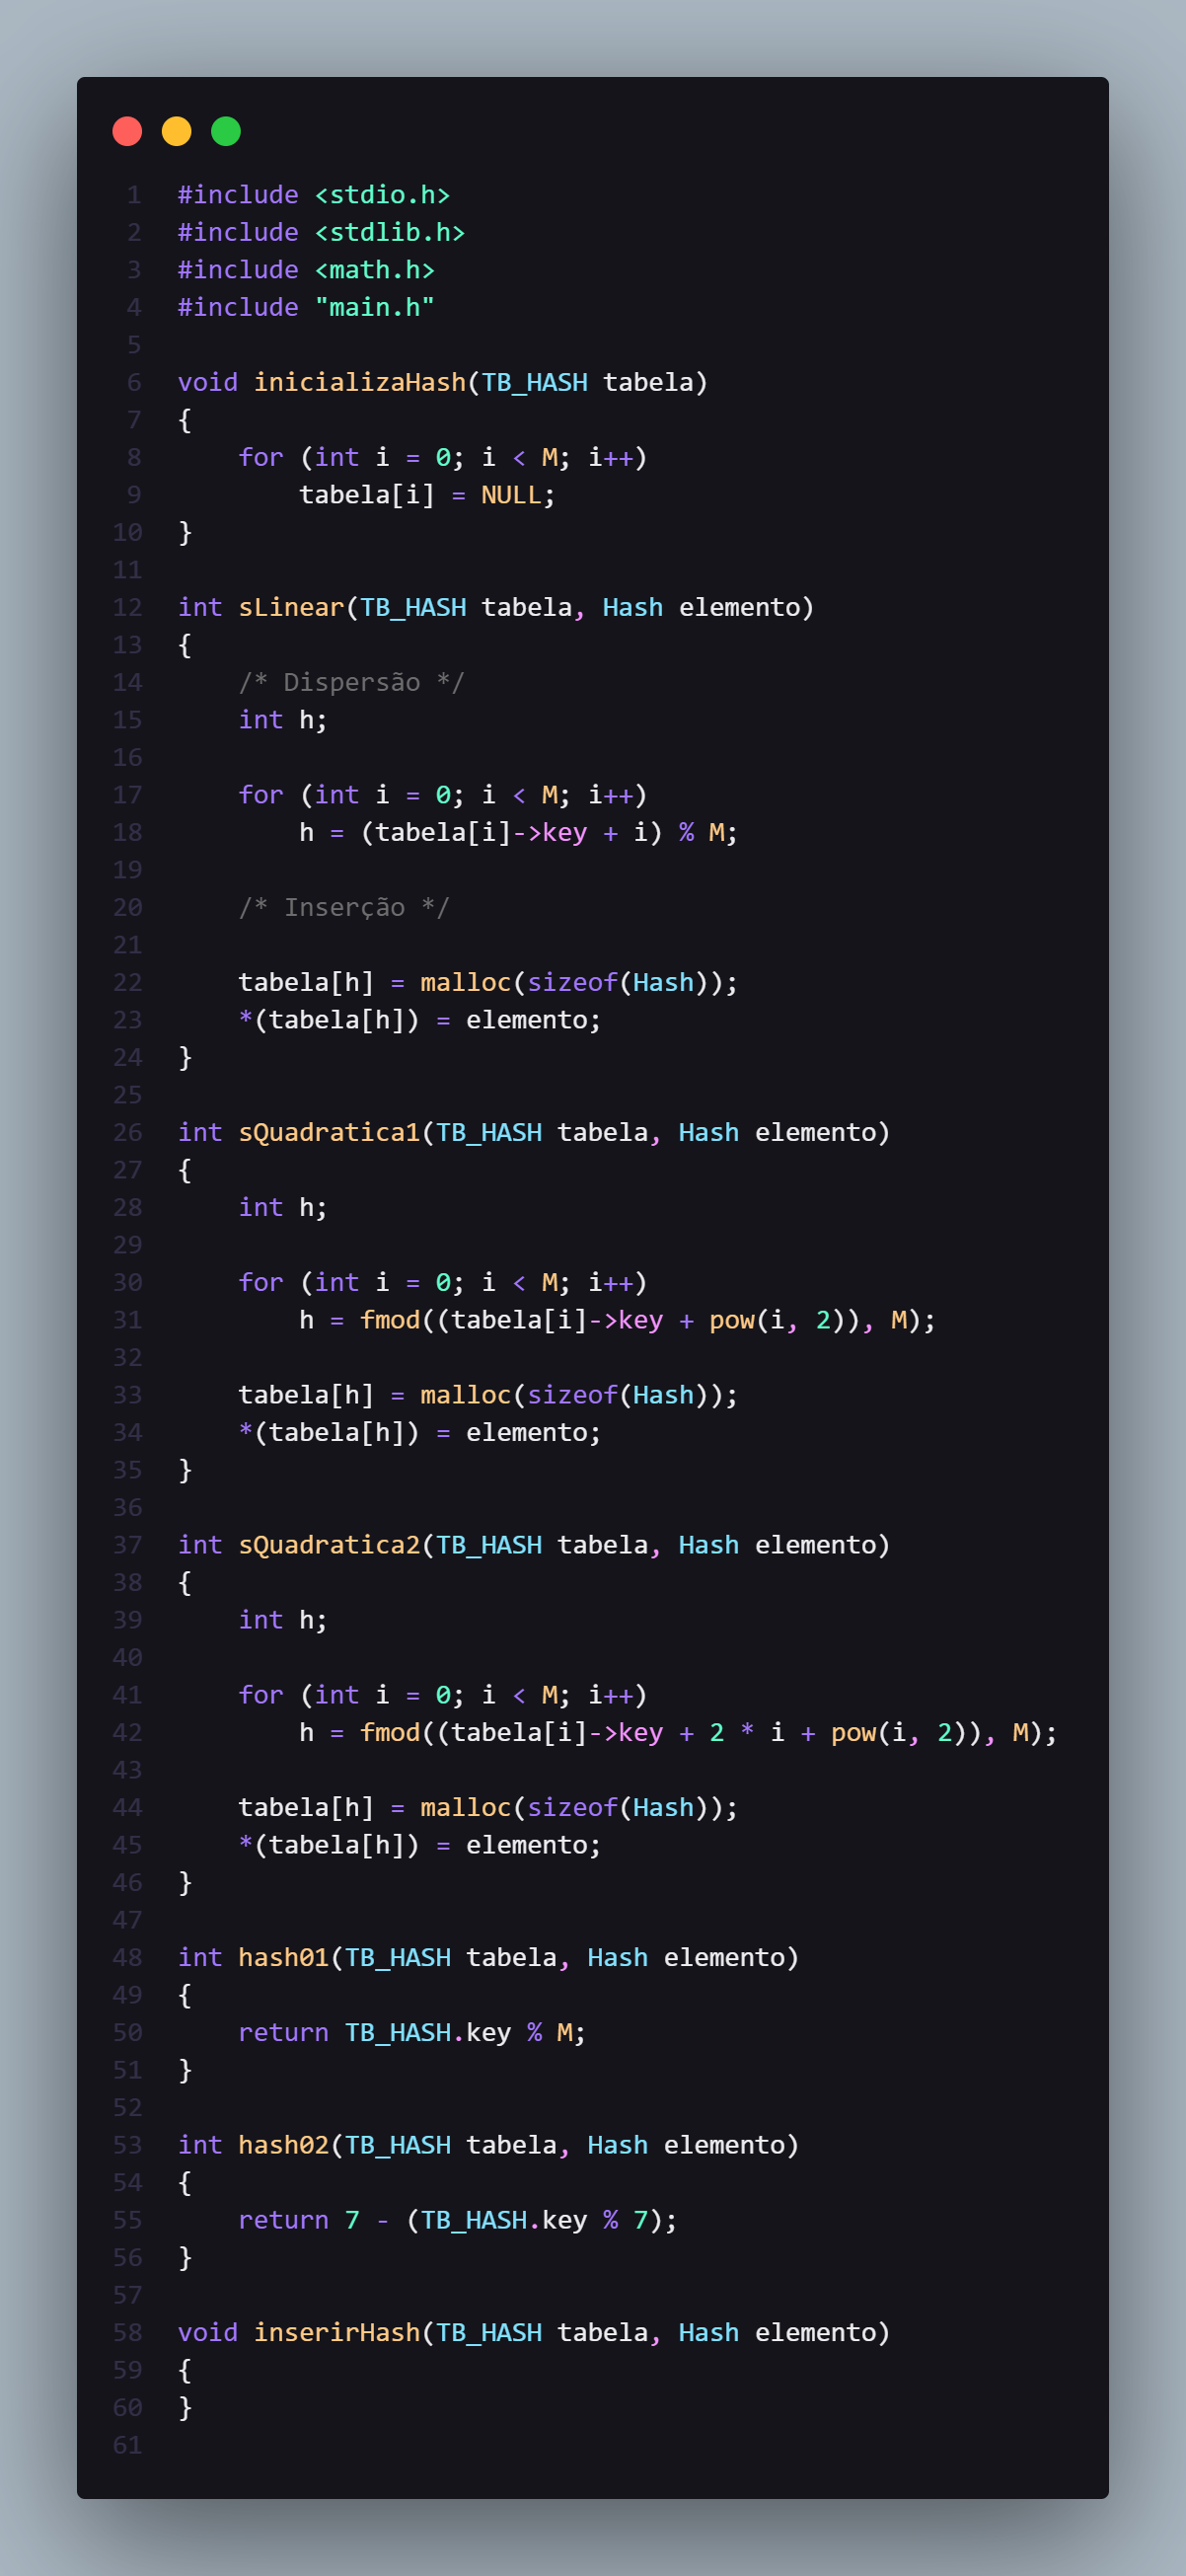 1 #include <stdio.h>
2 #include <stdlib.h>
3 #include <math.h>
4 #include "main.h"
5
6 void inicializaHash(TB_HASH tabela)
7 {
8     for (int i = 0; i < M; i++)
9         tabela[i] = NULL;
10 }
11
12 int sLinear(TB_HASH tabela, Hash elemento)
13 {
14     /* Dispersão */
15     int h;
16
17     for (int i = 0; i < M; i++)
18         h = (tabela[i]->key + i) % M;
19
20     /* Inserção */
21
22     tabela[h] = malloc(sizeof(Hash));
23     *(tabela[h]) = elemento;
24 }
25
26 int sQuadratica1(TB_HASH tabela, Hash elemento)
27 {
28     int h;
29
30     for (int i = 0; i < M; i++)
31         h = fmod((tabela[i]->key + pow(i, 2)), M);
32
33     tabela[h] = malloc(sizeof(Hash));
34     *(tabela[h]) = elemento;
35 }
36
37 int sQuadratica2(TB_HASH tabela, Hash elemento)
38 {
39     int h;
40
41     for (int i = 0; i < M; i++)
42         h = fmod((tabela[i]->key + 2 * i + pow(i, 2)), M);
43
44     tabela[h] = malloc(sizeof(Hash));
45     *(tabela[h]) = elemento;
46 }
47
48 int hash01(TB_HASH tabela, Hash elemento)
49 {
50     return TB_HASH.key % M;
51 }
52
53 int hash02(TB_HASH tabela, Hash elemento)
54 {
55     return 7 - (TB_HASH.key % 7);
56 }
57
58 void inserirHash(TB_HASH tabela, Hash elemento)
59 {
60 }
61